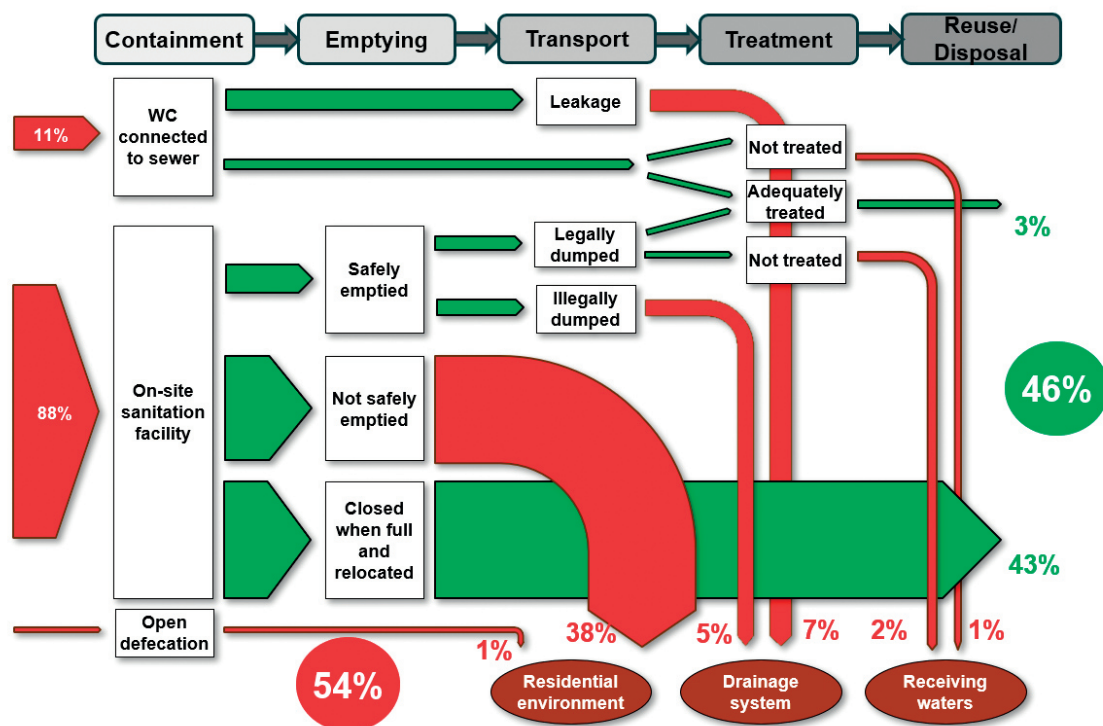 Containment
Emptying
Transport
Treatment
Reuse/
Disposal
11%
WC
connected
to sewer
Leakage
Not treated
Adequately
treated
3%
Legally
dumped
Not treated
Safely
emptied
Illegally
dumped
88%
On-site
sanitation
facility
Not safely
emptied
46%
Closed
when full
and
relocated
43%
Open
defecation
54%
1%
38%
5%
7%
2%
1%
Residential
environment
Drainage
system
Receiving
waters